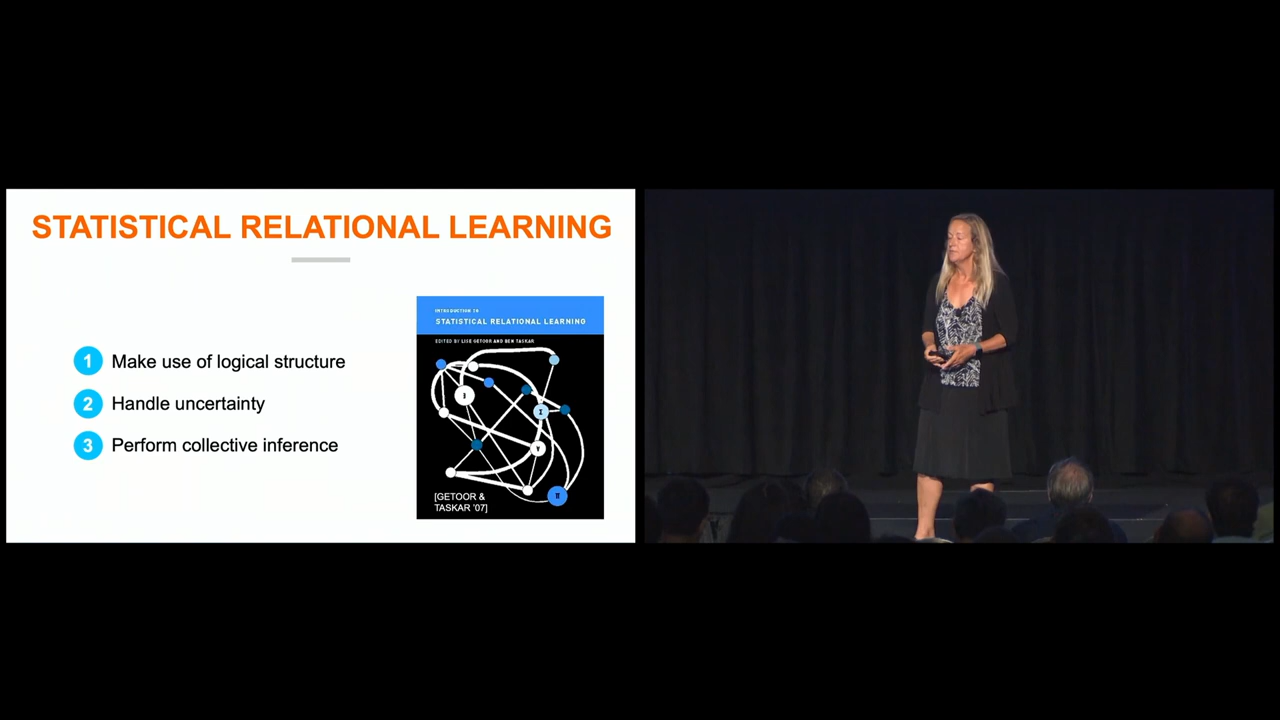 STATISTICAL RELATIONAL LEARNING
1 Make use of logical structure
2 Handle uncertainty
3 Perform collective inference
INTRODUCTION TO
STATISTICAL RELATIONAL LEARNING
EDITED BY LISE GETOOR AND BEN TASKAR
[GETOOR &
TASKAR '07]